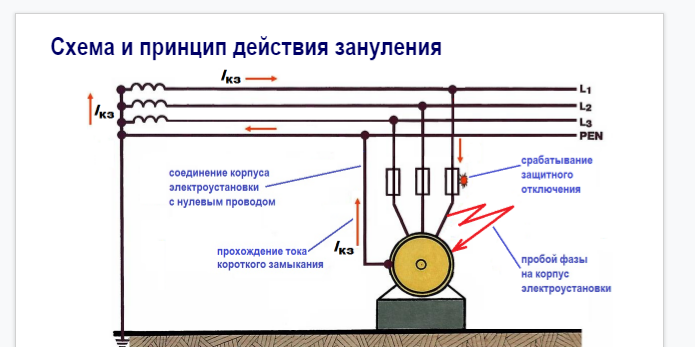 Схема и принцип действия зануления
Iкз
L1
Iкз
L2
L3
PEN
соединение корпуса
электроустановки
с нулевым проводом
срабатывание
защитного
отключения
прохождение тока
короткого замыкания
Iкз
пробой фазы
на корпус
электроустановки